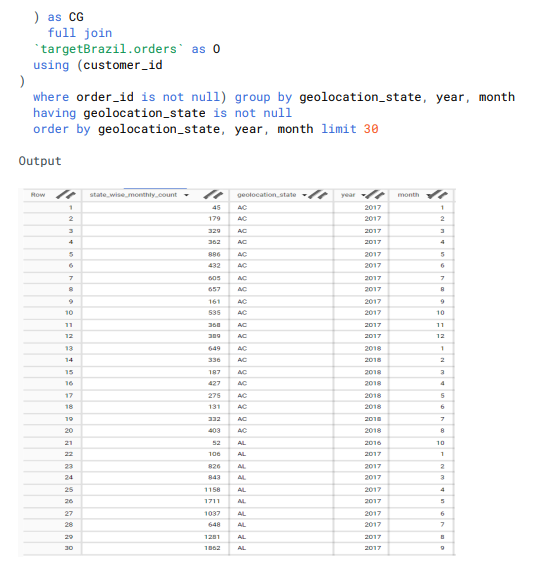 ) as CG
full join
`targetBrazil.orders` as O
using (customer_id
)
where order_id is not null) group by geolocation_state, year, month
having geolocation_state is not null
order by geolocation_state, year, month limit 30
Output
Row state_wise_monthly_count geolocation_state year month
1 45 AC 2017 1
2 179 AC 2017 2
3 329 AC 2017 3
4 362 AC 2017 4
5 886 AC 2017 5
6 432 AC 2017 6
7 605 AC 2017 7
8 657 AC 2017 8
9 161 AC 2017 9
10 535 AC 2017 10
11 368 AC 2017 11
12 389 AC 2017 12
13 649 AC 2018 1
14 336 AC 2018 2
15 187 AC 2018 3
16 427 AC 2018 4
17 275 AC 2018 5
18 131 AC 2018 6
19 332 AC 2018 7
20 403 AC 2018 8
21 52 AL 2016 10
22 106 AL 2017 1
23 826 AL 2017 2
24 843 AL 2017 3
25 1158 AL 2017 4
26 1711 AL 2017 5
27 1037 AL 2017 6
28 648 AL 2017 7
29 1281 AL 2017 8
30 1862 AL 2017 9